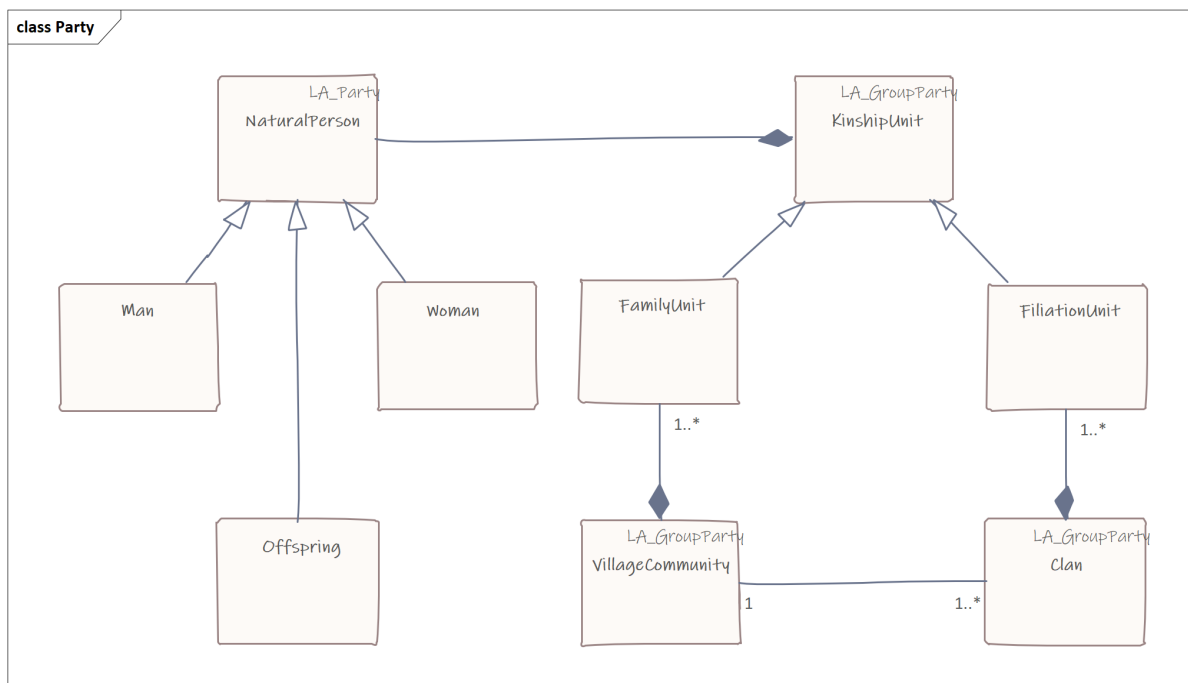 class Party
LA_Party
NaturalPerson
LA_GroupParty
KinshipUnit
Man
Woman
FamilyUnit
FiliationUnit
1..*
1..*
Offspring
LA_GroupParty
VillageCommunity
LA_GroupParty
Clan
1
1..*